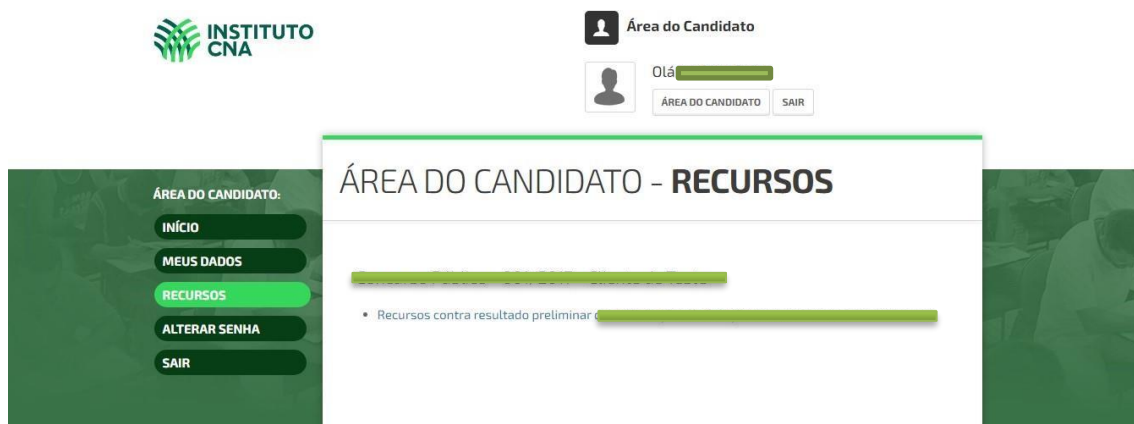 INSTITUTO
CNA
Área do Candidato
Olá
ÁREA DO CANDIDATO SAIR
ÁREA DO CANDIDATO - RECURSOS
ÁREA DO CANDIDATO:
INÍCIO
MEUS DADOS
RECURSOS
ALTERAR SENHA
SAIR
Recursos contra resultado preliminar